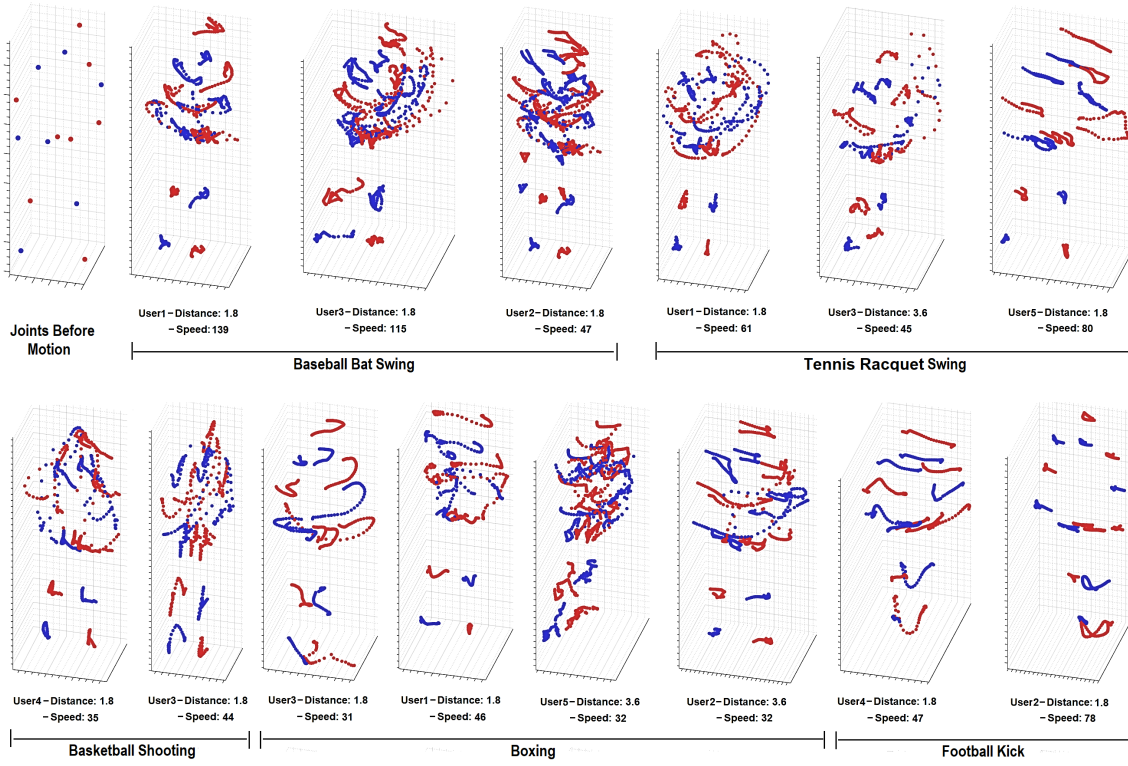 Joints Before
Motion
User1 – Distance: 1.8
– Speed: 139
User3 – Distance: 1.8
– Speed: 115
User2 – Distance: 1.8
– Speed: 47
User1 – Distance: 1.8
– Speed: 61
User3 – Distance: 3.6
– Speed: 45
User5 – Distance: 1.8
– Speed: 80
Baseball Bat Swing
Tennis Racquet Swing
User4 – Distance: 1.8
– Speed: 35
User3 – Distance: 1.8
– Speed: 44
User3 – Distance: 1.8
– Speed: 31
User1 – Distance: 1.8
– Speed: 46
User5 – Distance: 3.6
– Speed: 32
User2 – Distance: 3.6
– Speed: 32
User4 – Distance: 1.8
– Speed: 47
User2 – Distance: 1.8
– Speed: 78
Basketball Shooting
Boxing
Football Kick